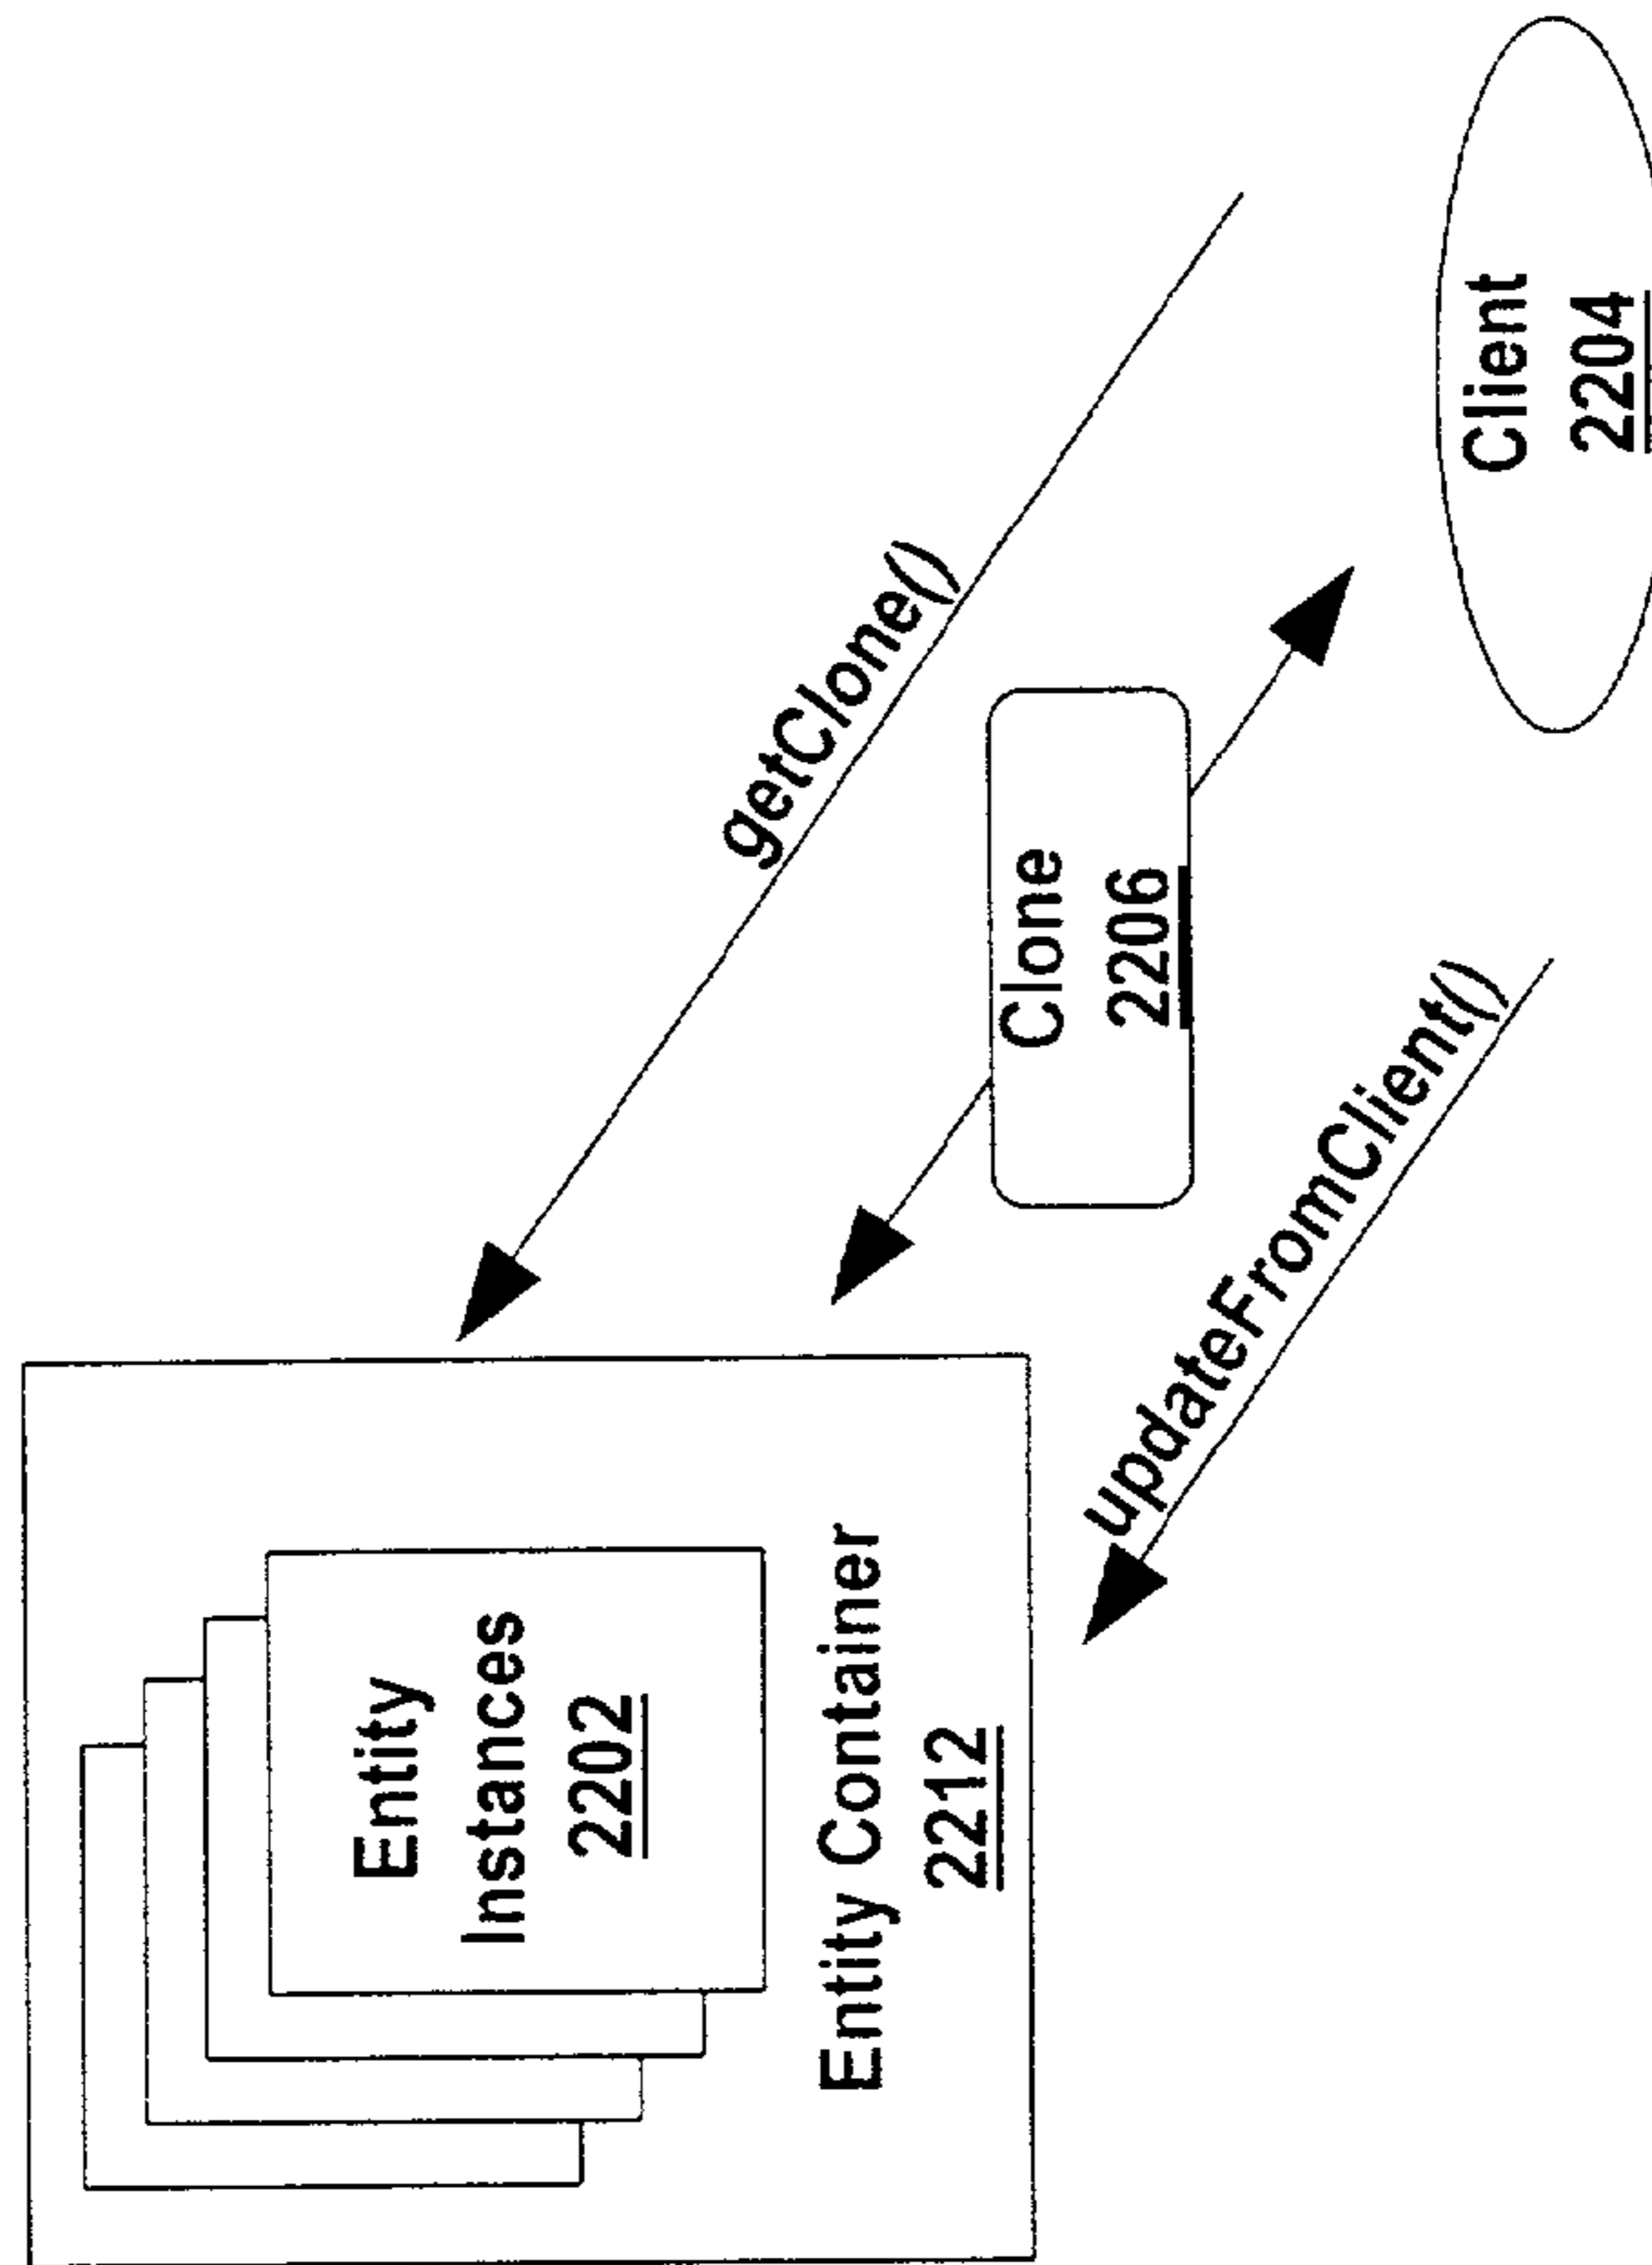 Entity
Instances
2202
Entity Container
2212
getClone()
Clone
2206
updateFromClient()
Client
2204